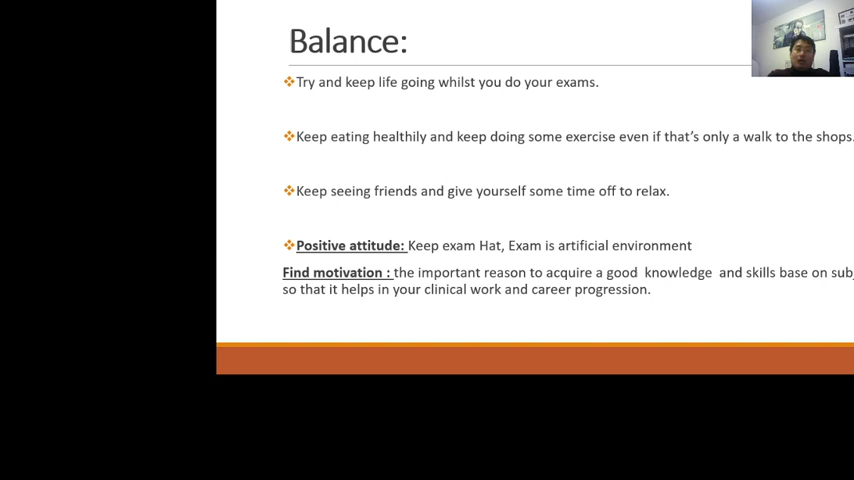 Balance:
Try and keep life going whilst you do your exams.
Keep eating healthily and keep doing some exercise even if that's only a walk to the shops.
Keep seeing friends and give yourself some time off to relax.
Positive attitude: Keep exam Hat, Exam is artificial environment
Find motivation : the important reason to acquire a good knowledge and skills base on sub
so that it helps in your clinical work and career progression.